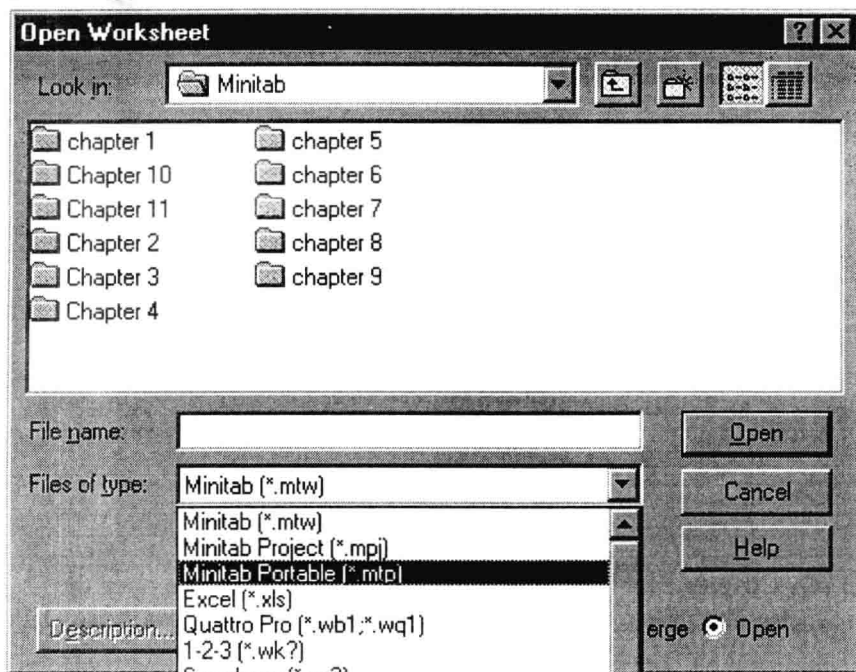 Open Worksheet
Look in: Minitab
chapter 1 chapter 5
Chapter 10 chapter 6
Chapter 11 chapter 7
Chapter 2 chapter 8
Chapter 3 chapter 9
Chapter 4
File name: Open
Files of type: Minitab (*.mtw) Cancel
Minitab (*.mtw)
Minitab Project (*.mpj) Help
Minitab Portable (*.mtp)
Excel (*.xls)
Quattro Pro (*.wb1;*.wq1)
Description... erge Open
1-2-3 (*.wk?)